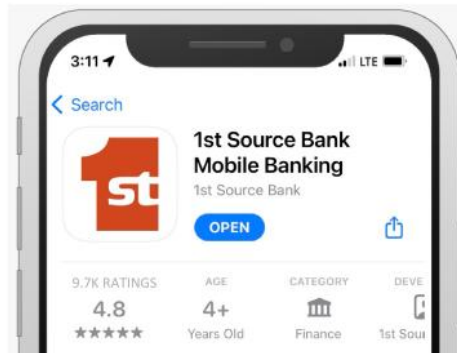 3:11
LTE
Search
1st
1st Source Bank
Mobile Banking
1st Source Bank
OPEN
9.7K RATINGS
AGE
CATEGORY
DEVE
4.8
4+
★★★★★
Years Old
Finance
1st Sour